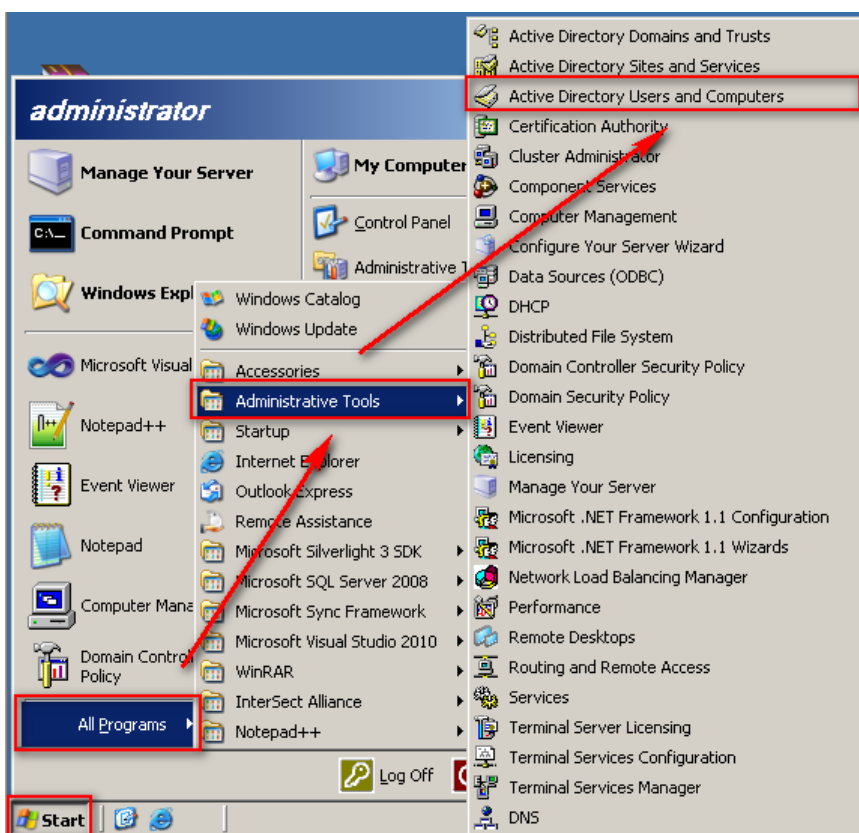 administrator
Manage Your Server
Command Prompt
Windows Expl
Microsoft Visual
Notepad++
Event Viewer
Notepad
Computer Mana
Domain Control
Policy
All Programs
My Computer
Control Panel
Administrative T
Windows Catalog
Windows Update
Accessories
Administrative Tools
Startup
Internet Explorer
Outlook Express
Remote Assistance
Microsoft Silverlight 3 SDK
Microsoft SQL Server 2008
Microsoft Sync Framework
Microsoft Visual Studio 2010
WinRAR
InterSect Alliance
Notepad++
Active Directory Domains and Trusts
Active Directory Sites and Services
Active Directory Users and Computers
Certification Authority
Cluster Administrator
Component Services
Computer Management
Configure Your Server Wizard
Data Sources (ODBC)
DHCP
Distributed File System
Domain Controller Security Policy
Domain Security Policy
Event Viewer
Licensing
Manage Your Server
Microsoft .NET Framework 1.1 Configuration
Microsoft .NET Framework 1.1 Wizards
Network Load Balancing Manager
Performance
Remote Desktops
Routing and Remote Access
Services
Terminal Server Licensing
Terminal Services Configuration
Terminal Services Manager
DNS
Log Off
Start